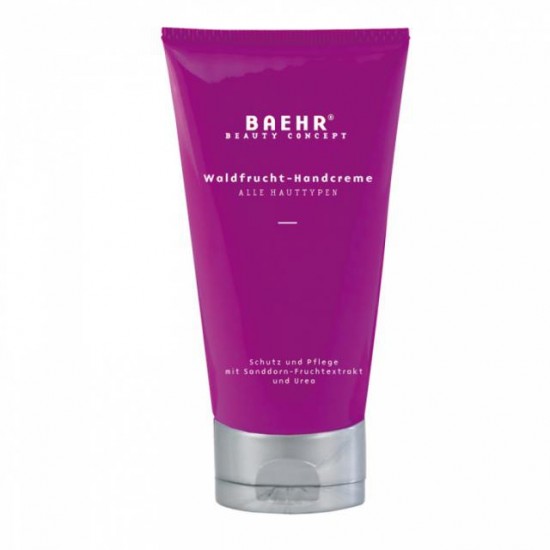 BAEHR®
BEAUTY CONCEPT
Waldfrucht-Handcreme
ALLE HAUTTYPEN
Schutz und Pflege
mit Sanddorn-Fruchtextrakt
und Urea